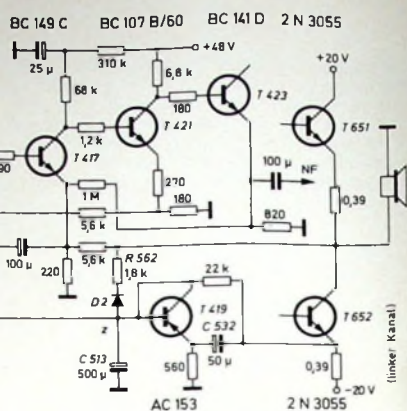 BC 149 C BC 107 B/60 BC 141 D 2 N 3055
25 µ
310 k
+48 V
+20 V
68 k
6,8 k
180
T 423
T 651
1,2 k
T 421
90
T 417
100 µ NF
270
1 M
180
0,39
5,6 k
820
100 µ
5,6 k
R 562
1,8 k
220
22 k
D2
T 419
C 532
T 652
z
50 µ
C 513
500 µ
560
0,39
-20 V
AC 153 2 N 3055
(linker Kanal)